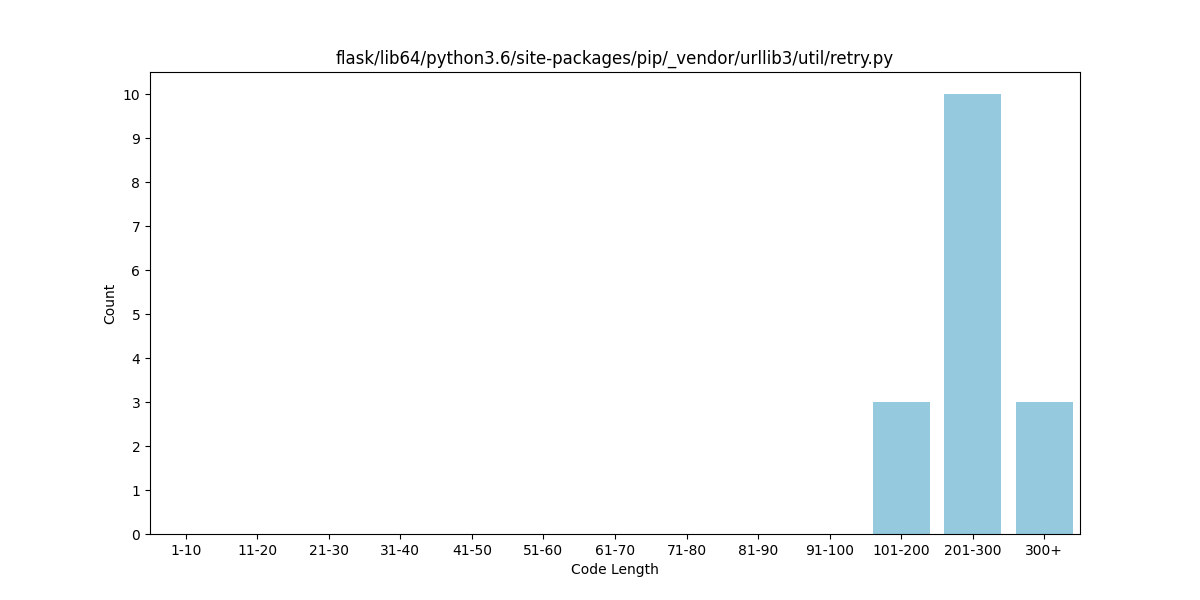 flask/lib64/python3.6/site-packages/pip/_vendor/urllib3/util/retry.py
10
9
8
7
6
5
4
3
2
1
0
Count
1-10 11-20 21-30 31-40 41-50 51-60 61-70 71-80 81-90 91-100 101-200 201-300 300+
Code Length